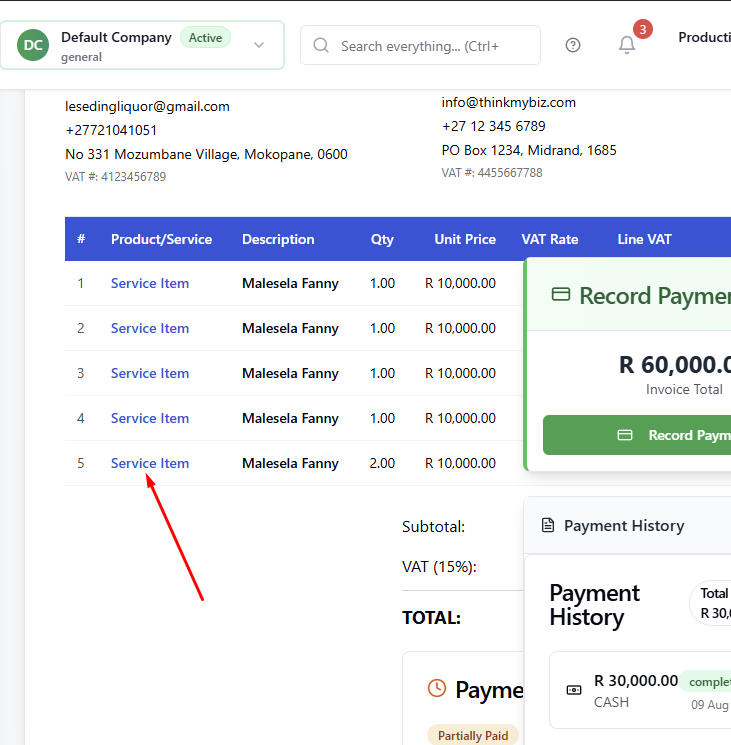 DC Default Company Active
general
Search everything... (Ctrl+
3
Producti
lesedingliquor@gmail.com
+27721041051
No 331 Mozumbane Village, Mokopane, 0600
VAT #: 4123456789
info@thinkmybiz.com
+27 12 345 6789
PO Box 1234, Midrand, 1685
VAT #: 4455667788
# Product/Service Description Qty Unit Price VAT Rate Line VAT
1 Service Item Malesela Fanny 1.00 R 10,000.00
2 Service Item Malesela Fanny 1.00 R 10,000.00
3 Service Item Malesela Fanny 1.00 R 10,000.00
4 Service Item Malesela Fanny 1.00 R 10,000.00
5 Service Item Malesela Fanny 2.00 R 10,000.00
Subtotal:
VAT (15%):
TOTAL:
Payme
Partially Paid
Record Paymen
R 60,000.0
Invoice Total
Record Paym
Payment History
Payment
History
Total
R 30,0
R 30,000.00 complet
CASH 09 Aug